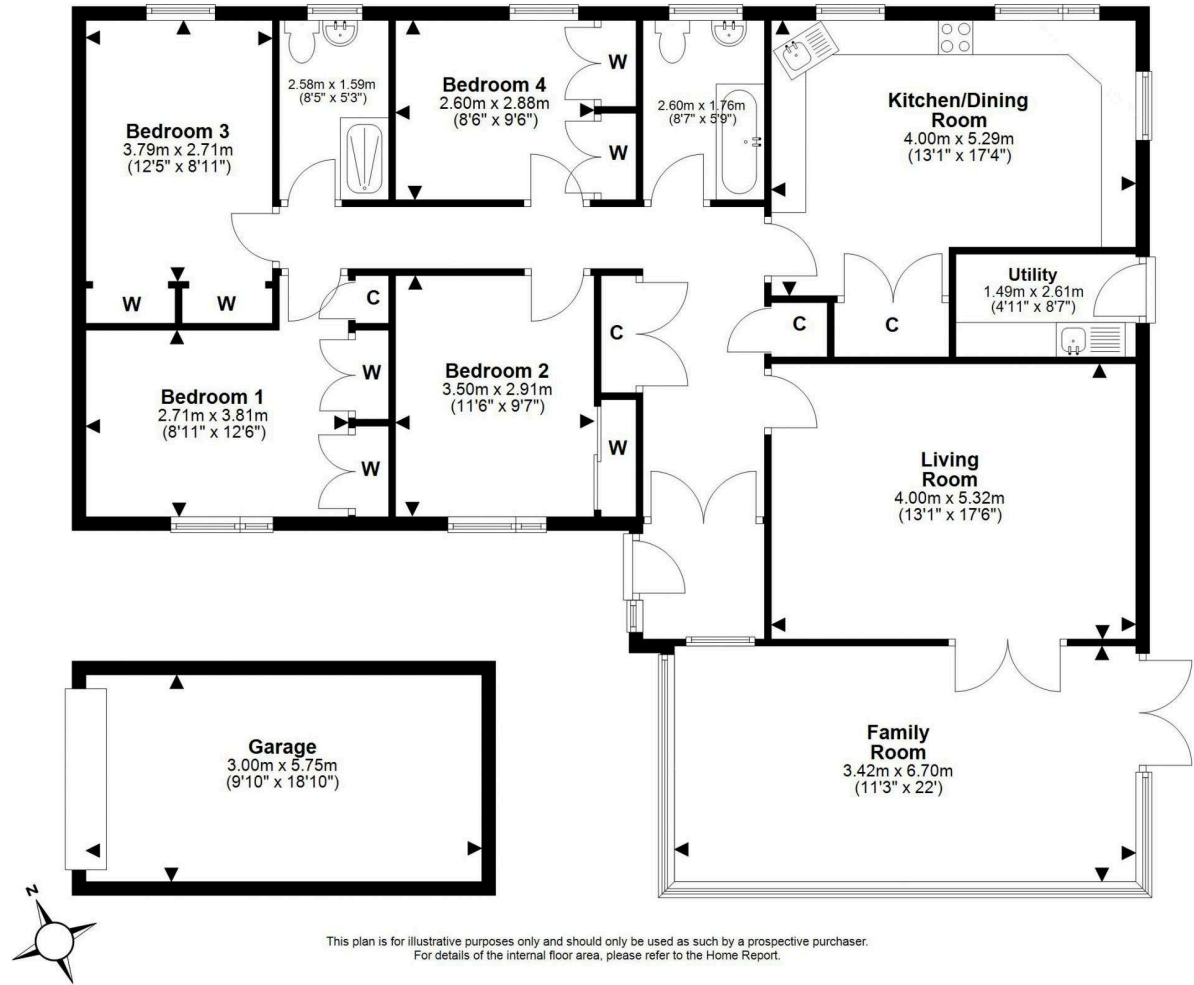 Bedroom 3
3.79m x 2.71m
(12'5" x 8'11")
2.58m x 1.59m
(8'5" x 5'3")
Bedroom 4
2.60m x 2.88m
(8'6" x 9'6")
W
W
2.60m x 1.76m
(8'7" x 5'9")
Kitchen/Dining
Room
4.00m x 5.29m
(13'1" x 17'4")
W
W
C
Bedroom 1
2.71m x 3.81m
(8'11" x 12'6")
W
W
Bedroom 2
3.50m x 2.91m
(11'6" x 9'7")
C
W
C
C
Utility
1.49m x 2.61m
(4'11" x 8'7")
Living
Room
4.00m x 5.32m
(13'1" x 17'6")
Garage
3.00m x 5.75m
(9'10" x 18'10")
Family
Room
3.42m x 6.70m
(11'3" x 22')
N
This plan is for illustrative purposes only and should only be used as such by a prospective purchaser.
For details of the internal floor area, please refer to the Home Report.